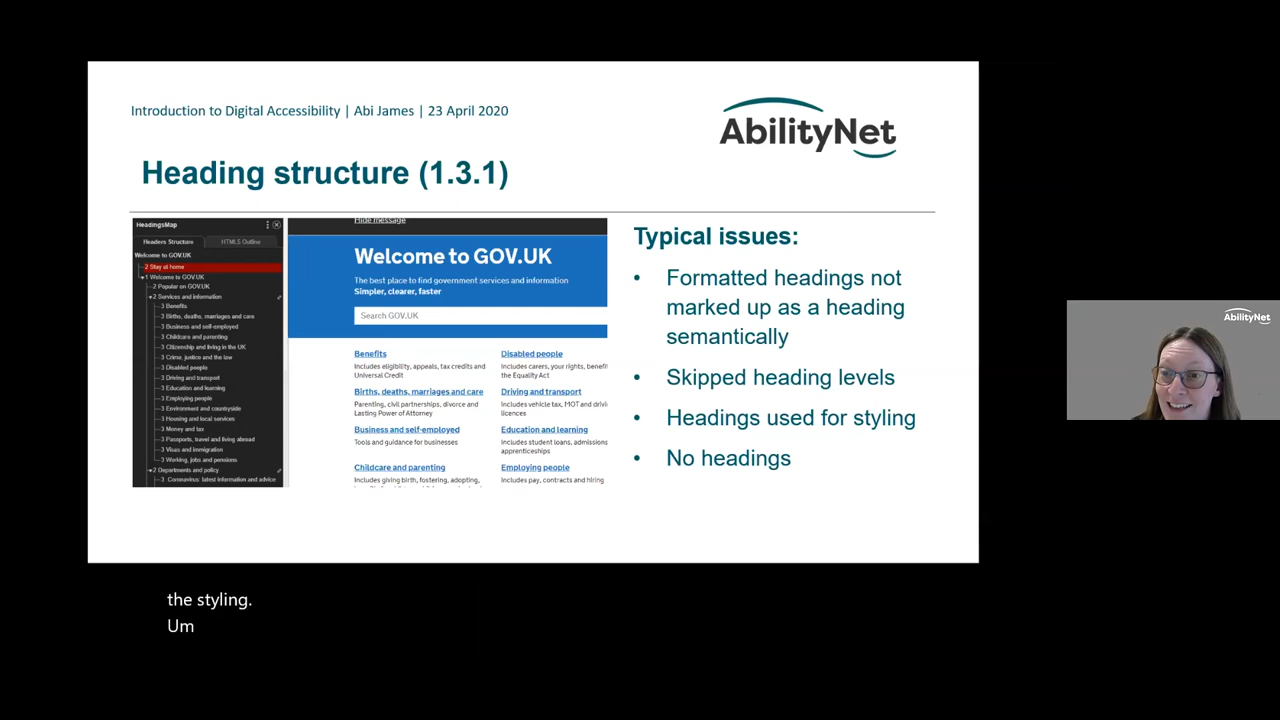 Introduction to Digital Accessibility | Abi James | 23 April 2020
AbilityNet
Heading structure (1.3.1)
HeadingsMap
Headers Structure
HTML5 Outline
Welcome to GOV.UK
2 Stay at home
1 Welcome to GOV.UK
2 Popular on GOV.UK
2 Services and information
3 Benefits
3 Births, deaths, marriages and care
3 Business and self-employed
3 Childcare and parenting
3 Citizenship and living in the UK
3 Crime, justice and the law
3 Disabled people
3 Driving and transport
3 Education and learning
3 Employing people
3 Environment and countryside
3 Housing and local services
3 Money and tax
3 Passports, travel and living abroad
3 Visas and immigration
3 Working, jobs and pensions
2 Departments and policy
3 Coronavirus: latest information and advice
Hide message
Welcome to GOV.UK
The best place to find government services and information
Simpler, clearer, faster
Search GOV.UK
Benefits
Includes eligibility, appeals, tax credits and
Universal Credit
Births, deaths, marriages and care
Parenting, civil partnerships, divorce and
Lasting Power of Attorney
Business and self-employed
Tools and guidance for businesses
Childcare and parenting
Includes giving birth, fostering, adopting,
Disabled people
Includes carers, your rights, benefit
the Equality Act
Driving and transport
Includes vehicle tax, MOT and drivi
licences
Education and learning
Includes student loans, admissions
apprenticeships
Employing people
Includes pay, contracts and hiring
Typical issues:
• Formatted headings not
marked up as a heading
semantically
• Skipped heading levels
• Headings used for styling
• No headings
AbilityNet
the styling.
Um